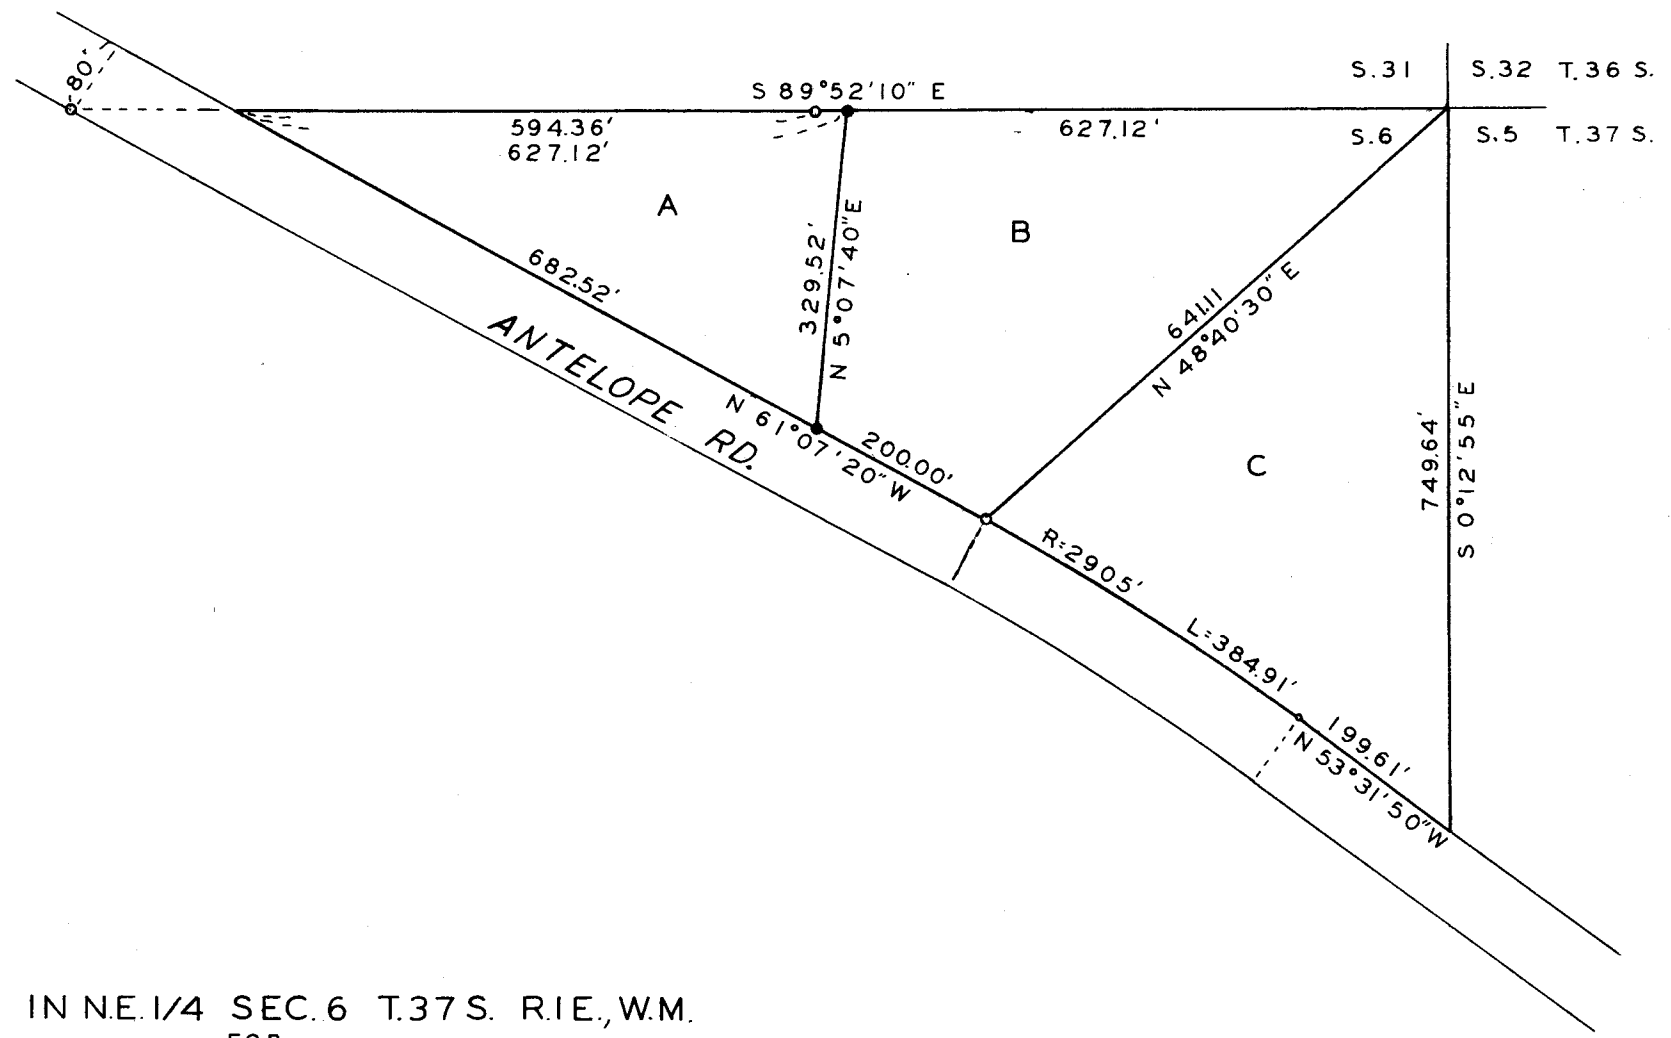 80'
S 89°52'10" E
594.36'
627.12'
627.12'
S.31
S.32 T.36 S.
S.6
S.5 T.37 S.
A
B
C
682.52'
329.52'
N 5°07'40"E
641.11
N 48°40'30" E
749.64'
S 0°12'55"E
ANTELOPE RD.
N 61°07'20" W
200.00'
R=2905'
L=384.91'
199.61'
N 53°31'50"W
IN N.E. 1/4 SEC. 6 T.37 S. R.1E., W.M.